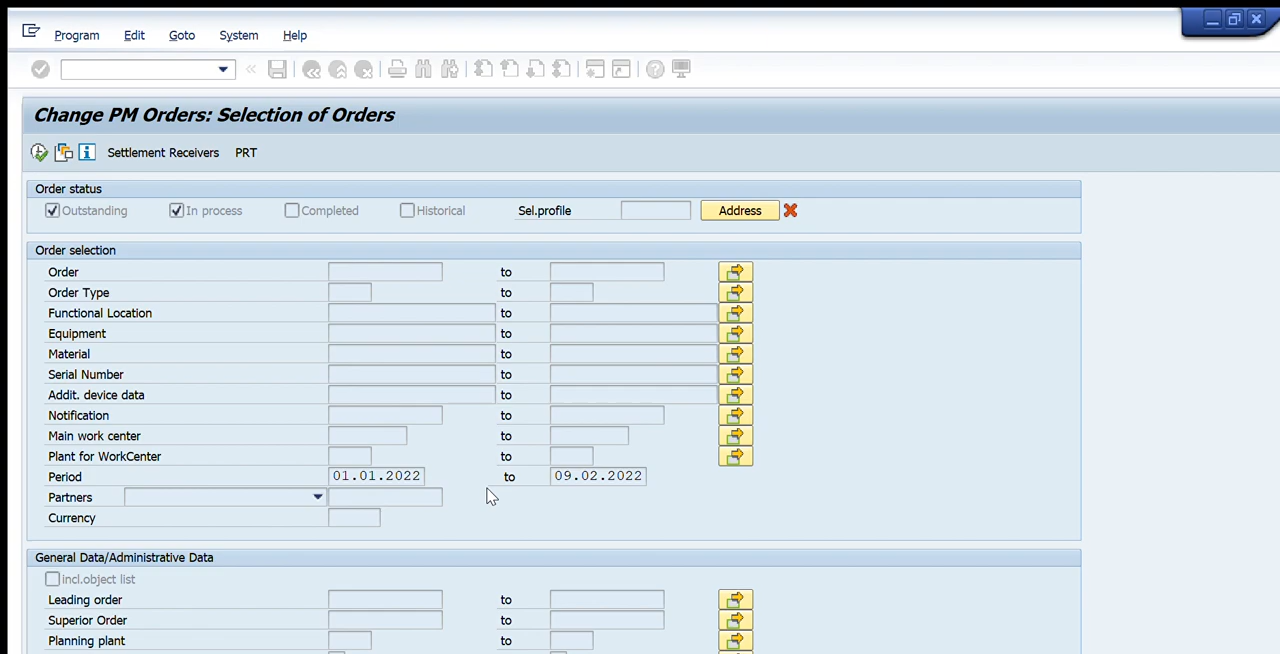 Program Edit Goto System Help
Change PM Orders: Selection of Orders
Settlement Receivers PRT
Order status
Outstanding In process Completed Historical Sel.profile Address
Order selection
Order to
Order Type to
Functional Location to
Equipment to
Material to
Serial Number to
Addit. device data to
Notification to
Main work center to
Plant for WorkCenter to
Period 01.01.2022 to 09.02.2022
Partners
Currency
General Data/Administrative Data
incl.object list
Leading order to
Superior Order to
Planning plant to